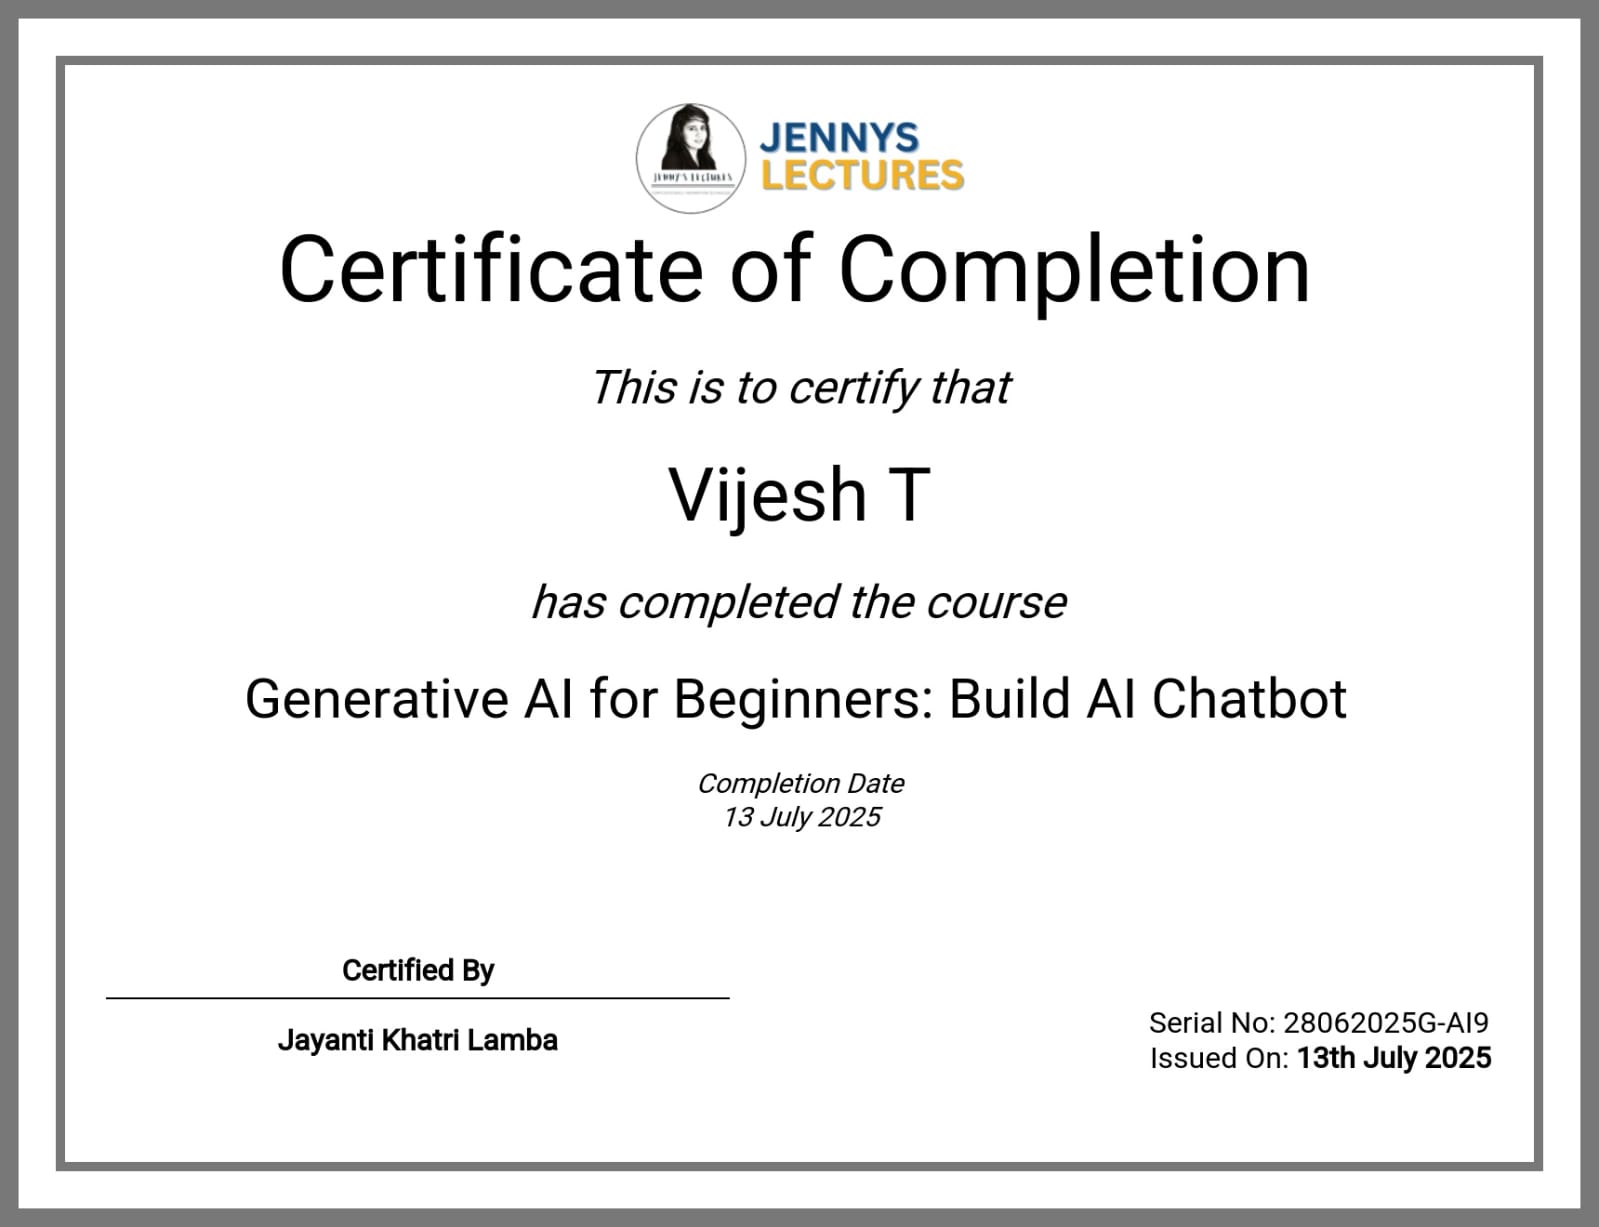 JENNY'S LECTURES
JENNYS
LECTURES
Certificate of Completion
This is to certify that
Vijesh T
has completed the course
Generative AI for Beginners: Build AI Chatbot
Completion Date
13 July 2025
Certified By
Jayanti Khatri Lamba
Serial No: 28062025G-AI9
Issued On: 13th July 2025